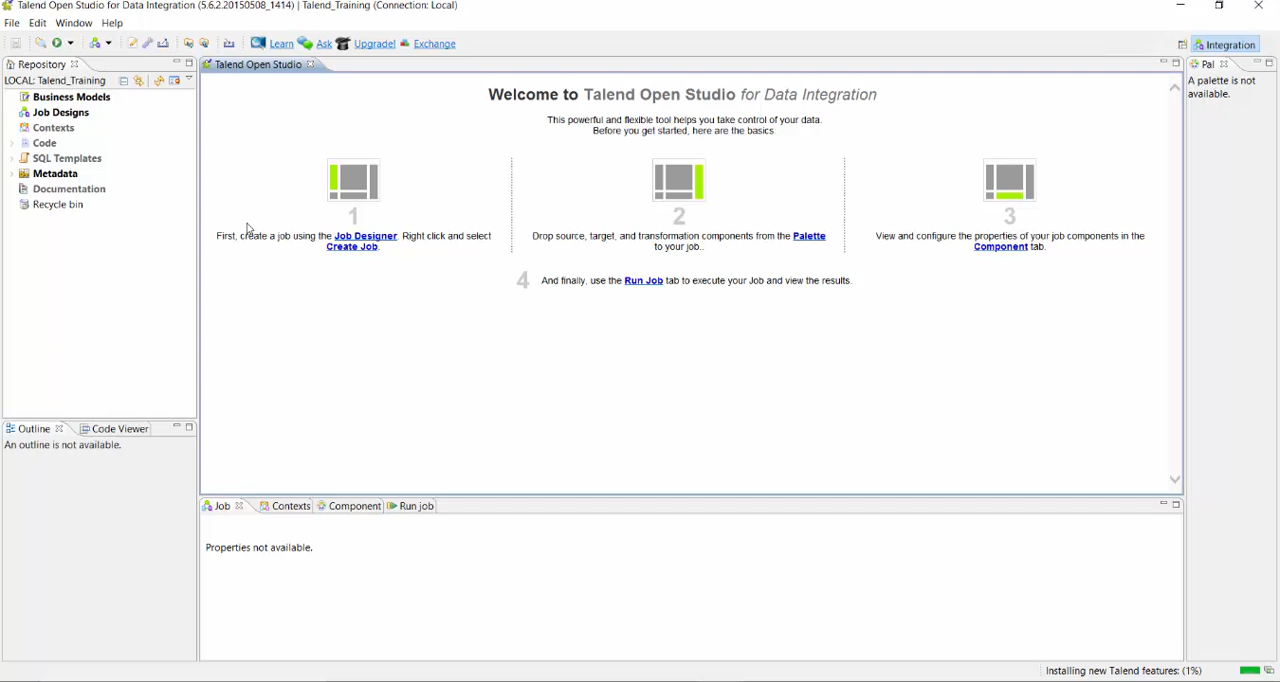 Talend Open Studio for Data Integration (5.6.2.20150508_1414) | Talend_Training (Connection: Local)
File Edit Window Help
Learn Ask Upgrade! Exchange
Integration
Repository
LOCAL: Talend_Training
Business Models
Job Designs
Contexts
Code
SQL Templates
Metadata
Documentation
Recycle bin
Outline Code Viewer
An outline is not available.
Talend Open Studio
Welcome to Talend Open Studio for Data Integration
This powerful and flexible tool helps you take control of your data.
Before you get started, here are the basics
1
First, create a job using the Job Designer. Right click and select
Create Job.
2
Drop source, target, and transformation components from the Palette
to your job..
3
View and configure the properties of your job components in the
Component tab.
4 And finally, use the Run Job tab to execute your Job and view the results.
Job Contexts Component Run job
Properties not available.
Pal
A palette is not
available.
Installing new Talend features: (1%)